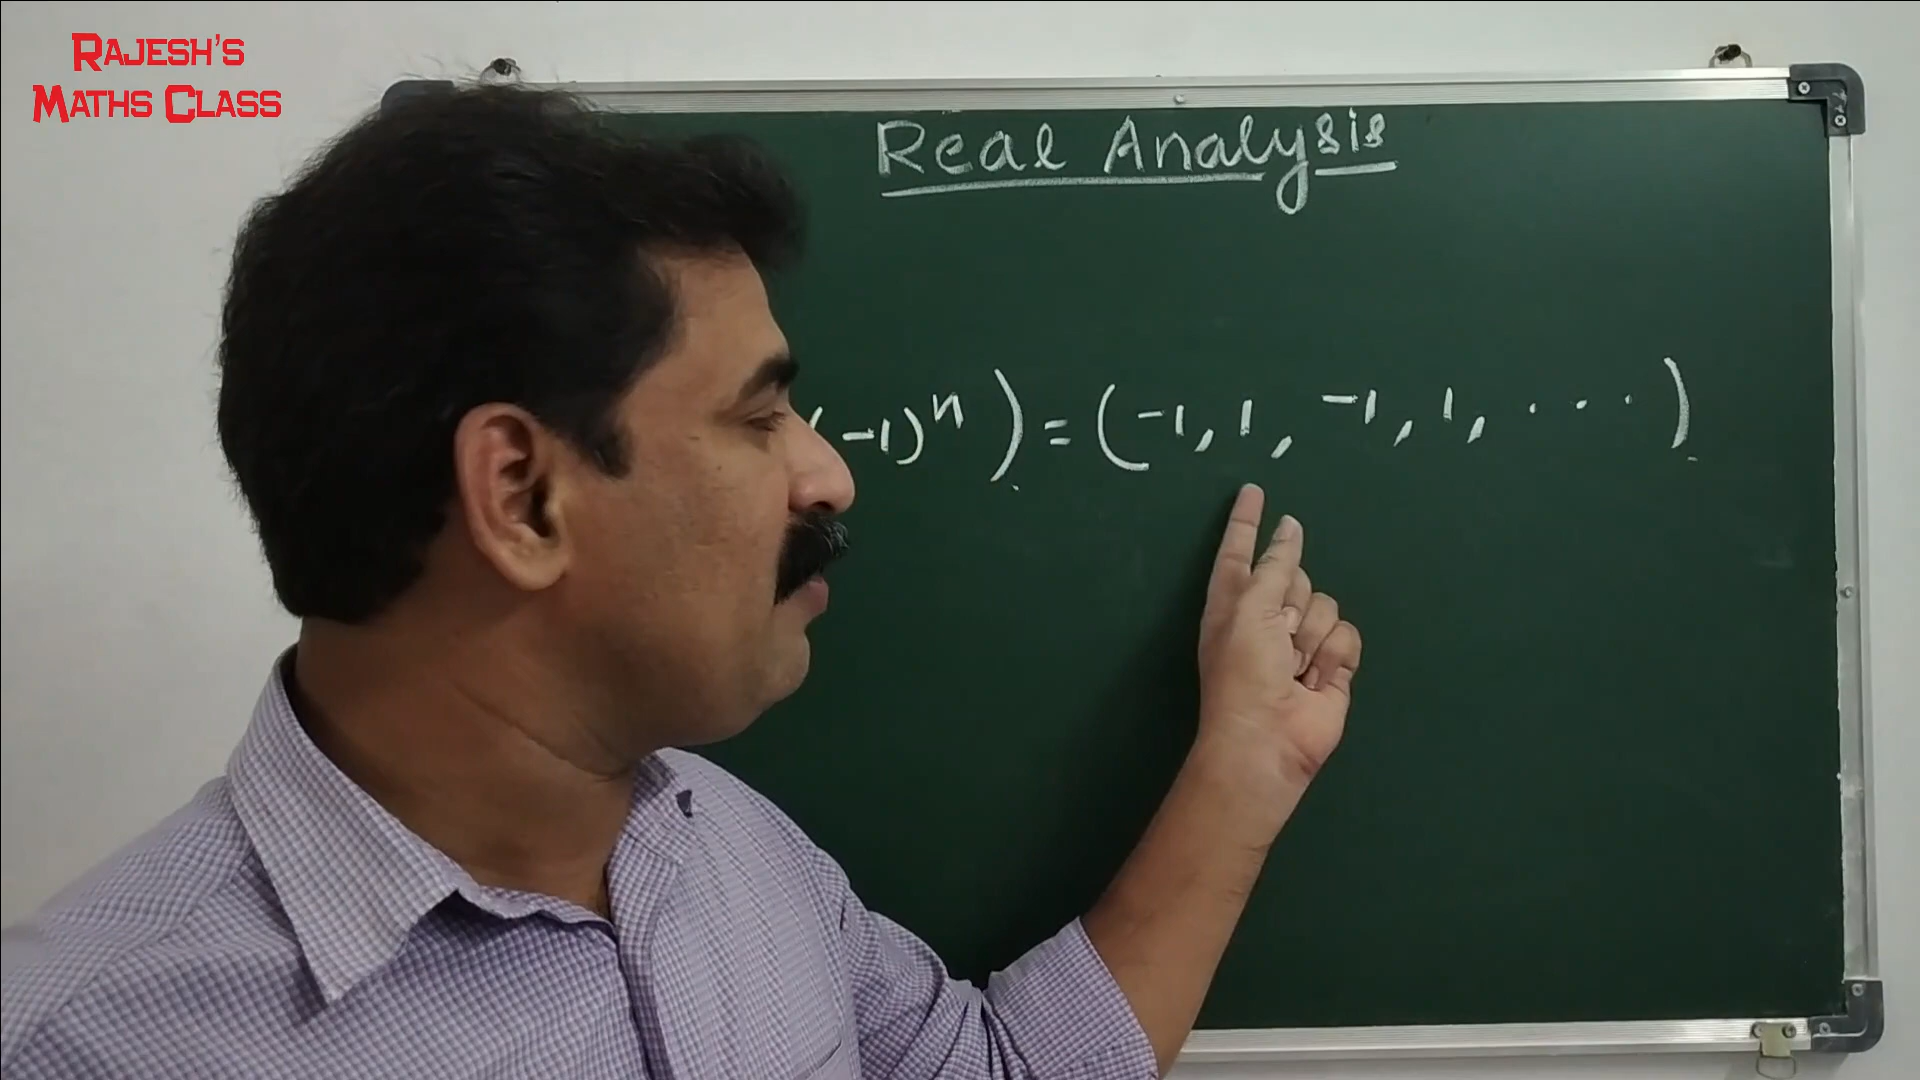 RAJESH'S
MATHS CLASS
Real Analysis
(-1)ⁿ) = (-1, 1, -1, 1, ...)